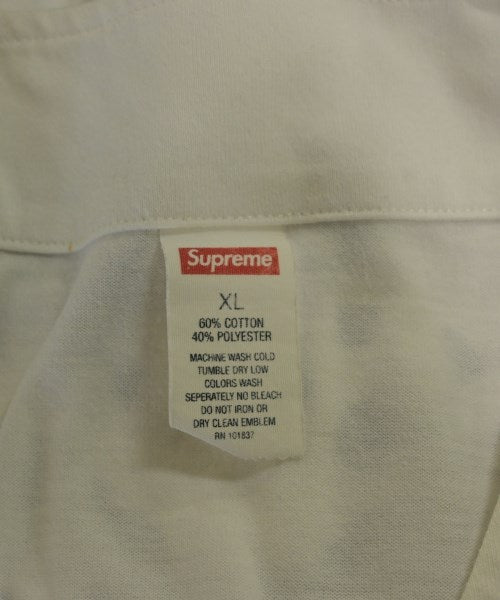 Supreme
XL
60% COTTON
40% POLYESTER
MACHINE WASH COLD
TUMBLE DRY LOW
COLORS WASH
SEPERATELY NO BLEACH
DO NOT IRON OR
DRY CLEAN EMBLEM
RN 101837